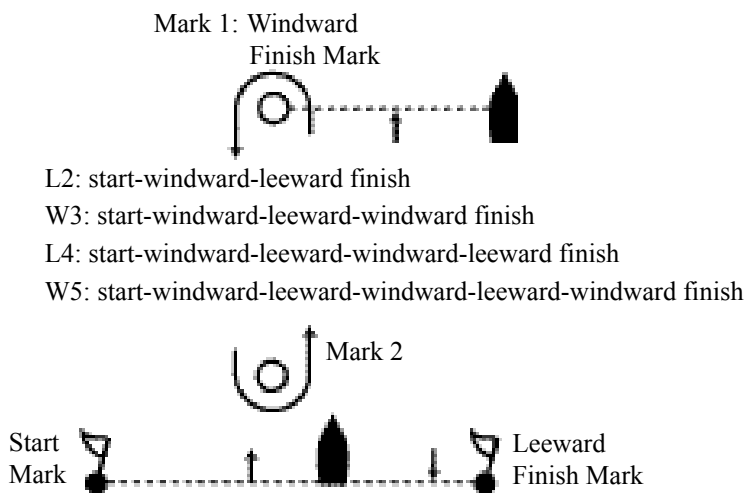 Mark 1: Windward
Finish Mark
L2: start-windward-leeward finish
W3: start-windward-leeward-windward finish
L4: start-windward-leeward-windward-leeward finish
W5: start-windward-leeward-windward-leeward-windward finish
Mark 2
Start
Mark
Leeward
Finish Mark